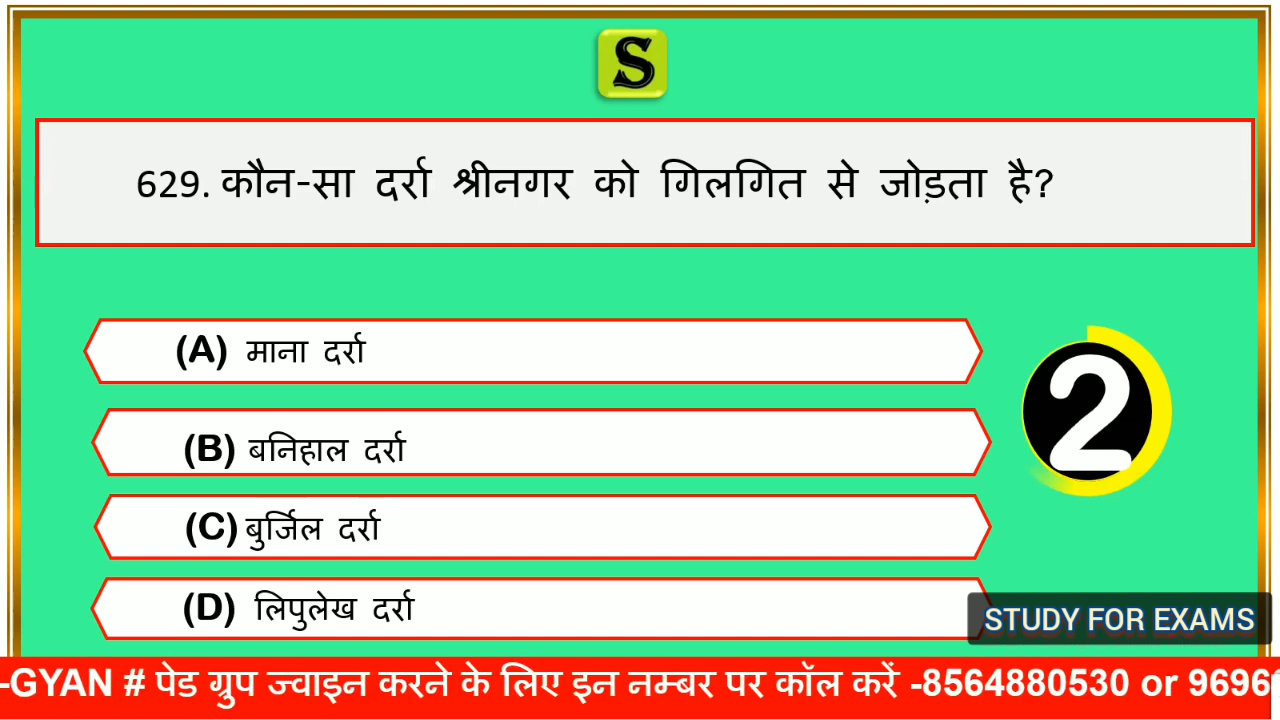 S
629. कौन-सा दर्रा श्रीनगर को गिलगित से जोड़ता है?
(A) माना दर्रा
(B) बनिहाल दर्रा
2
(C) बुर्जिल दर्रा
(D) लिपुलेख दर्रा
STUDY FOR EXAMS
-GYAN # पेड ग्रुप ज्वाइन करने के लिए इन नम्बर पर कॉल करें -8564880530 or 9696